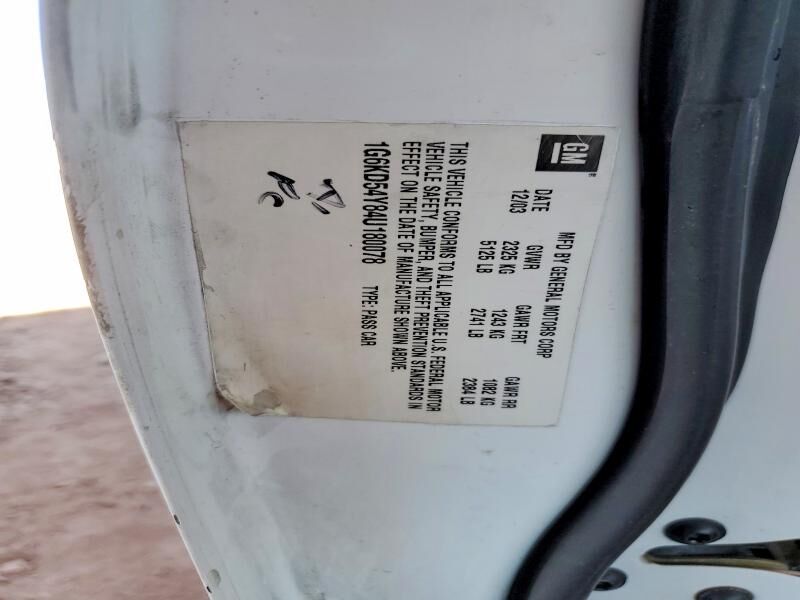 GM ®
MFD BY GENERAL MOTORS CORP
DATE GVWR GAWR FRT GAWR RR
12/03 2325 KG 1243 KG 1082 KG
5125 LB 2741 LB 2384 LB
THIS VEHICLE CONFORMS TO ALL APPLICABLE U.S. FEDERAL MOTOR
VEHICLE SAFETY, BUMPER, AND THEFT PREVENTION STANDARDS IN
EFFECT ON THE DATE OF MANUFACTURE SHOWN ABOVE.
1G6KD54Y84U180078 TYPE: PASS CAR